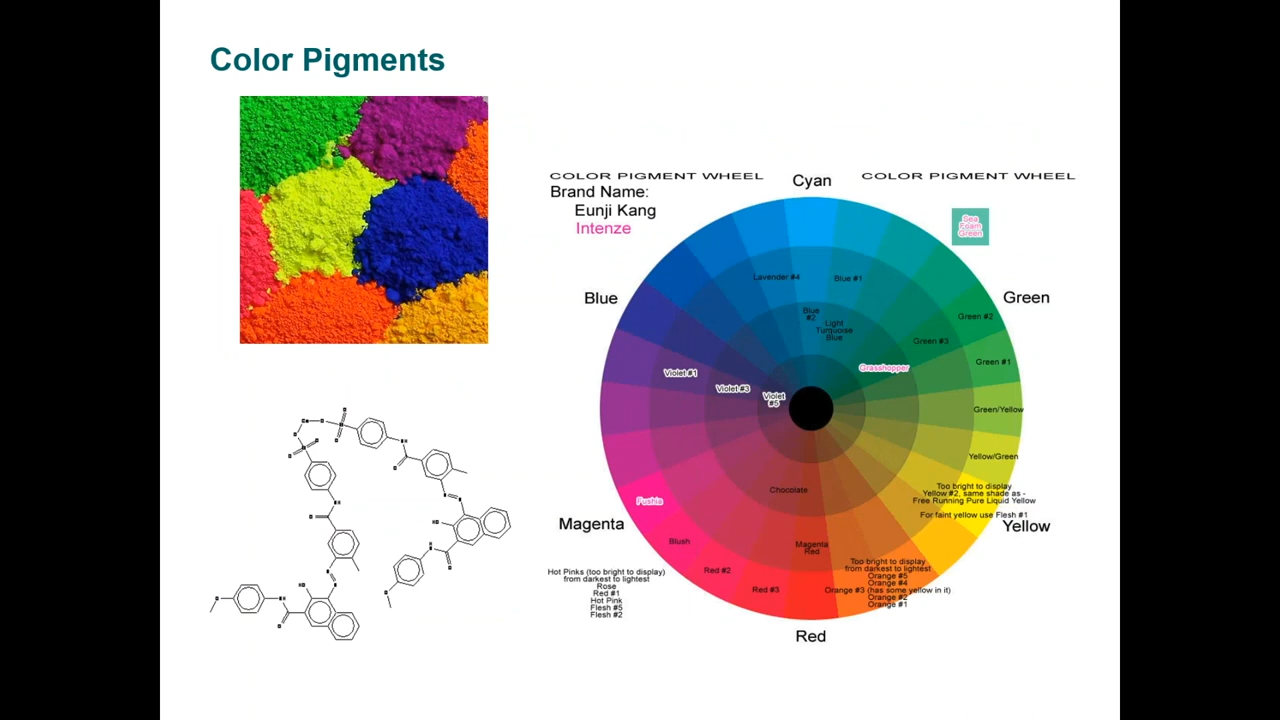 Color Pigments
COLOR PIGMENT WHEEL
COLOR PIGMENT WHEEL
Brand Name:
Eunji Kang
Intenze
Cyan
Sea
Foam
Green
Blue
Green
Lavender #4
Blue #1
Blue
#2
Light
Turquoise
Blue
Green #2
Green #3
Green #1
Grasshopper
Violet #1
Violet #3
Violet
#5
Green/Yellow
Yellow/Green
Too bright to display
Yellow #2, same shade as -
Free Running Pure Liquid Yellow
For faint yellow use Flesh #1
Yellow
Chocolate
Fushia
Magenta
Blush
Magenta
Red
Red #2
Red #3
Hot Pinks (too bright to display)
from darkest to lightest
Rose
Red #1
Hot Pink
Flesh #5
Flesh #2
Too bright to display
from darkest to lightest
Orange #5
Orange #4
Orange #3 (has some yellow in it)
Orange #2
Orange #1
Red